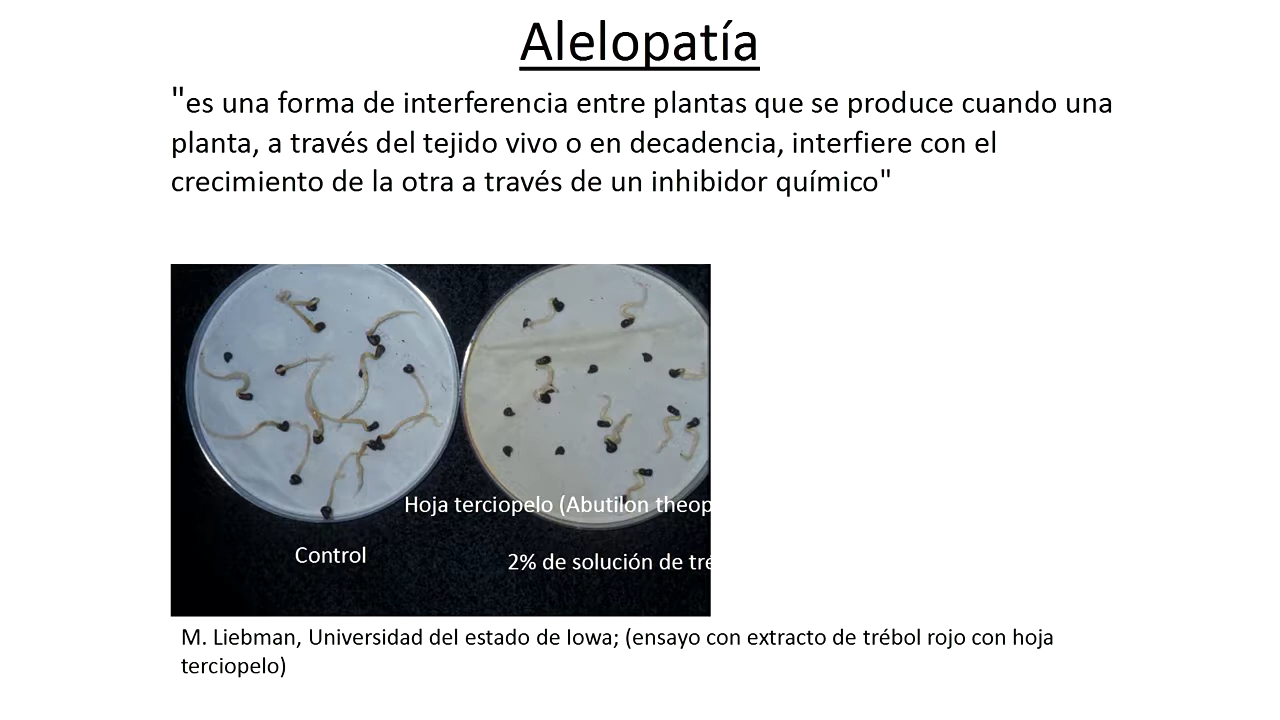 Alelopatía
"es una forma de interferencia entre plantas que se produce cuando una
planta, a través del tejido vivo o en decadencia, interfiere con el
crecimiento de la otra a través de un inhibidor químico"
Hoja terciopelo (Abutilon theop
Control
2% de solución de tré
M. Liebman, Universidad del estado de Iowa; (ensayo con extracto de trébol rojo con hoja
terciopelo)